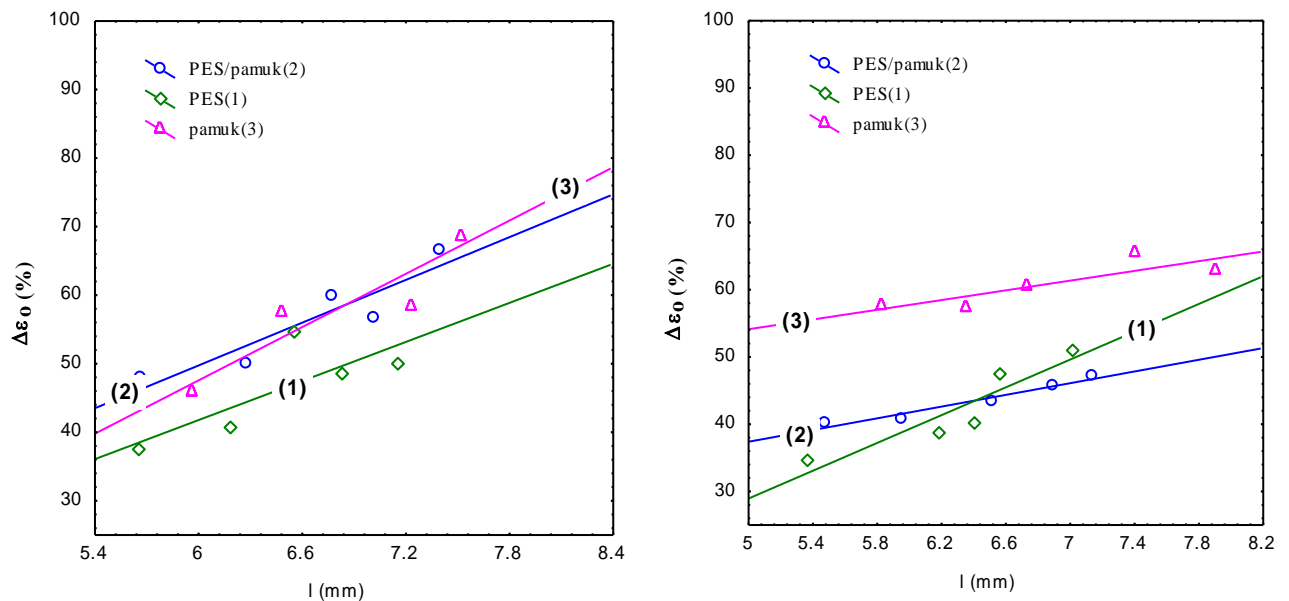 100
90
80
70
60
50
40
30
5.4 6 6.6 7.2 7.8 8.4
l (mm)
Δε₀ (%)
PES/pamuk(2)
PES(1)
pamuk(3)
(3)
(2)
(1)
100
90
80
70
60
50
40
30
5 5.4 5.8 6.2 6.6 7 7.4 7.8 8.2
l (mm)
Δε₀ (%)
PES/pamuk(2)
PES(1)
pamuk(3)
(3)
(1)
(2)